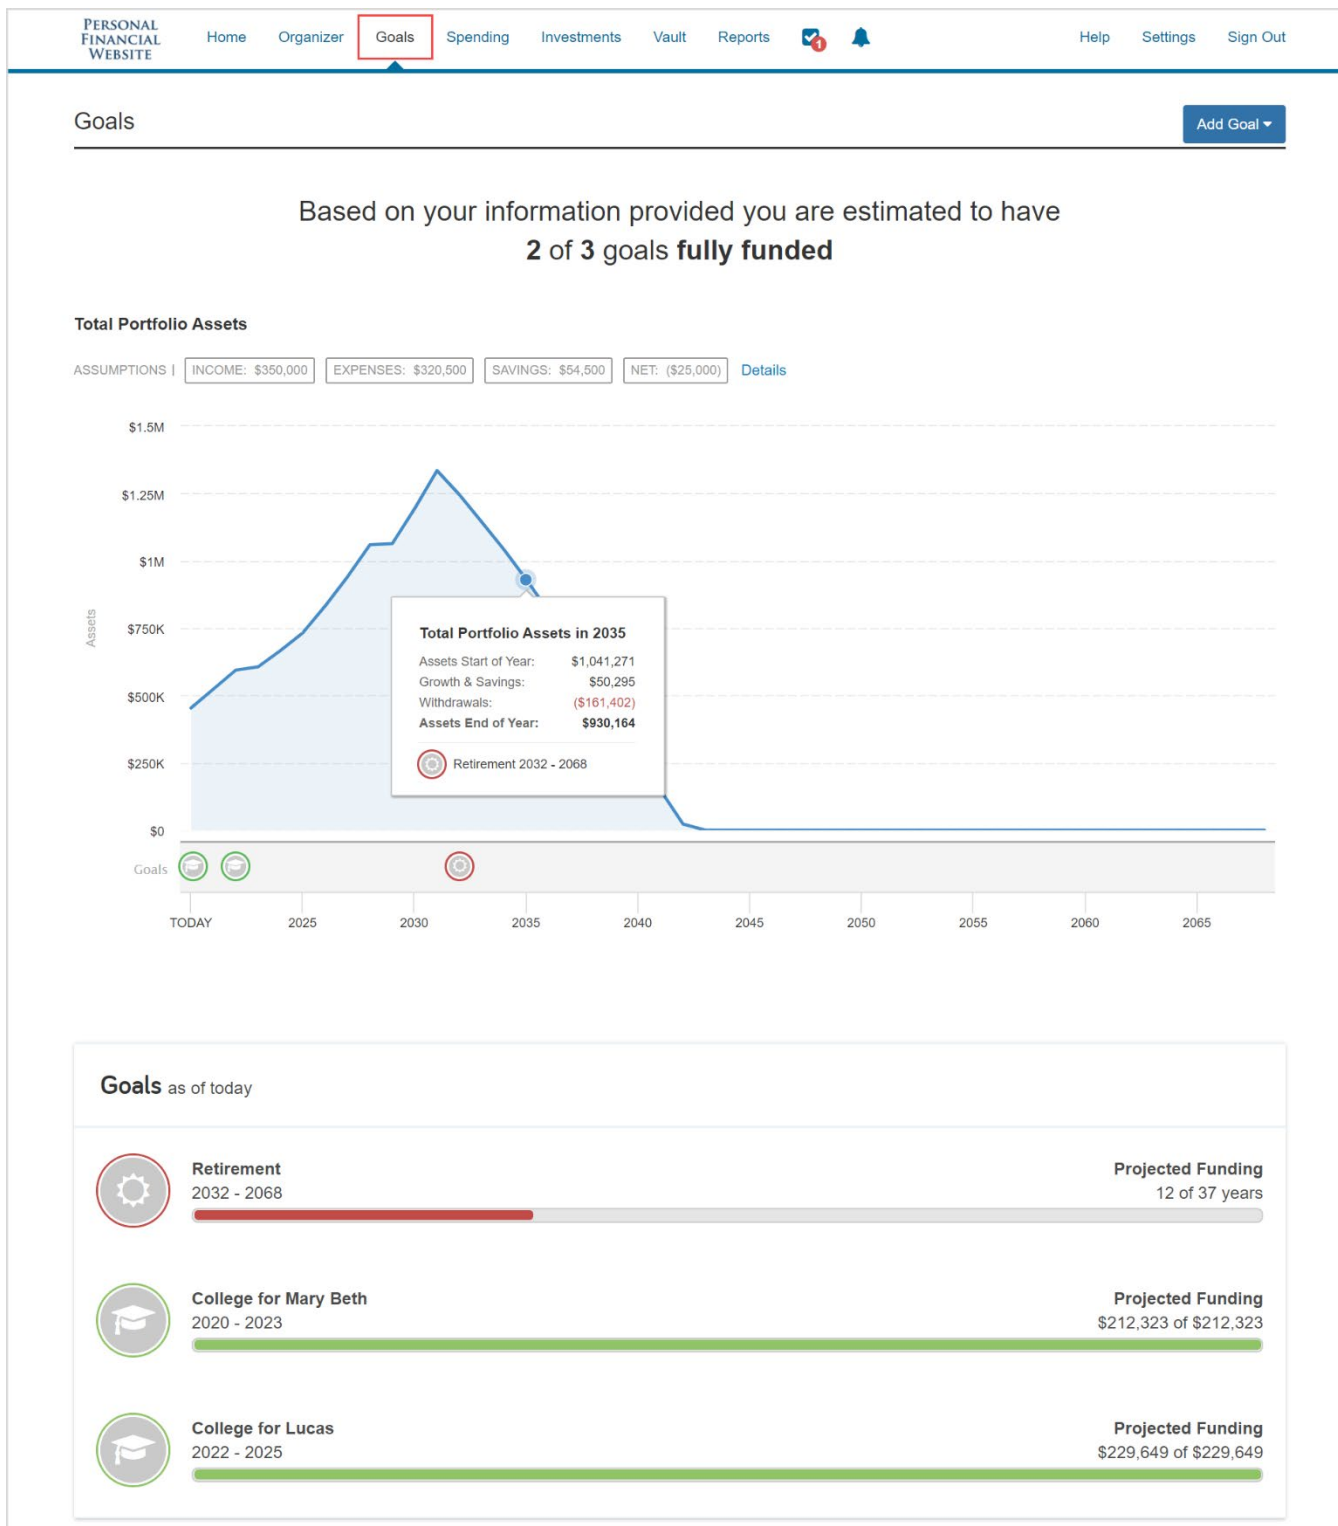 PERSONAL
FINANCIAL
WEBSITE
Home Organizer Goals Spending Investments Vault Reports 1 Help Settings Sign Out
Goals
Add Goal
Based on your information provided you are estimated to have
2 of 3 goals fully funded
Total Portfolio Assets
ASSUMPTIONS | INCOME: $350,000 EXPENSES: $320,500 SAVINGS: $54,500 NET: ($25,000) Details
$1.5M
$1.25M
$1M
$750K
$500K
$250K
$0
Assets
Total Portfolio Assets in 2035
Assets Start of Year: $1,041,271
Growth & Savings: $50,295
Withdrawals: ($161,402)
Assets End of Year: $930,164
Retirement 2032 - 2068
Goals
TODAY 2025 2030 2035 2040 2045 2050 2055 2060 2065
Goals as of today
Retirement Projected Funding
2032 - 2068 12 of 37 years
College for Mary Beth Projected Funding
2020 - 2023 $212,323 of $212,323
College for Lucas Projected Funding
2022 - 2025 $229,649 of $229,649